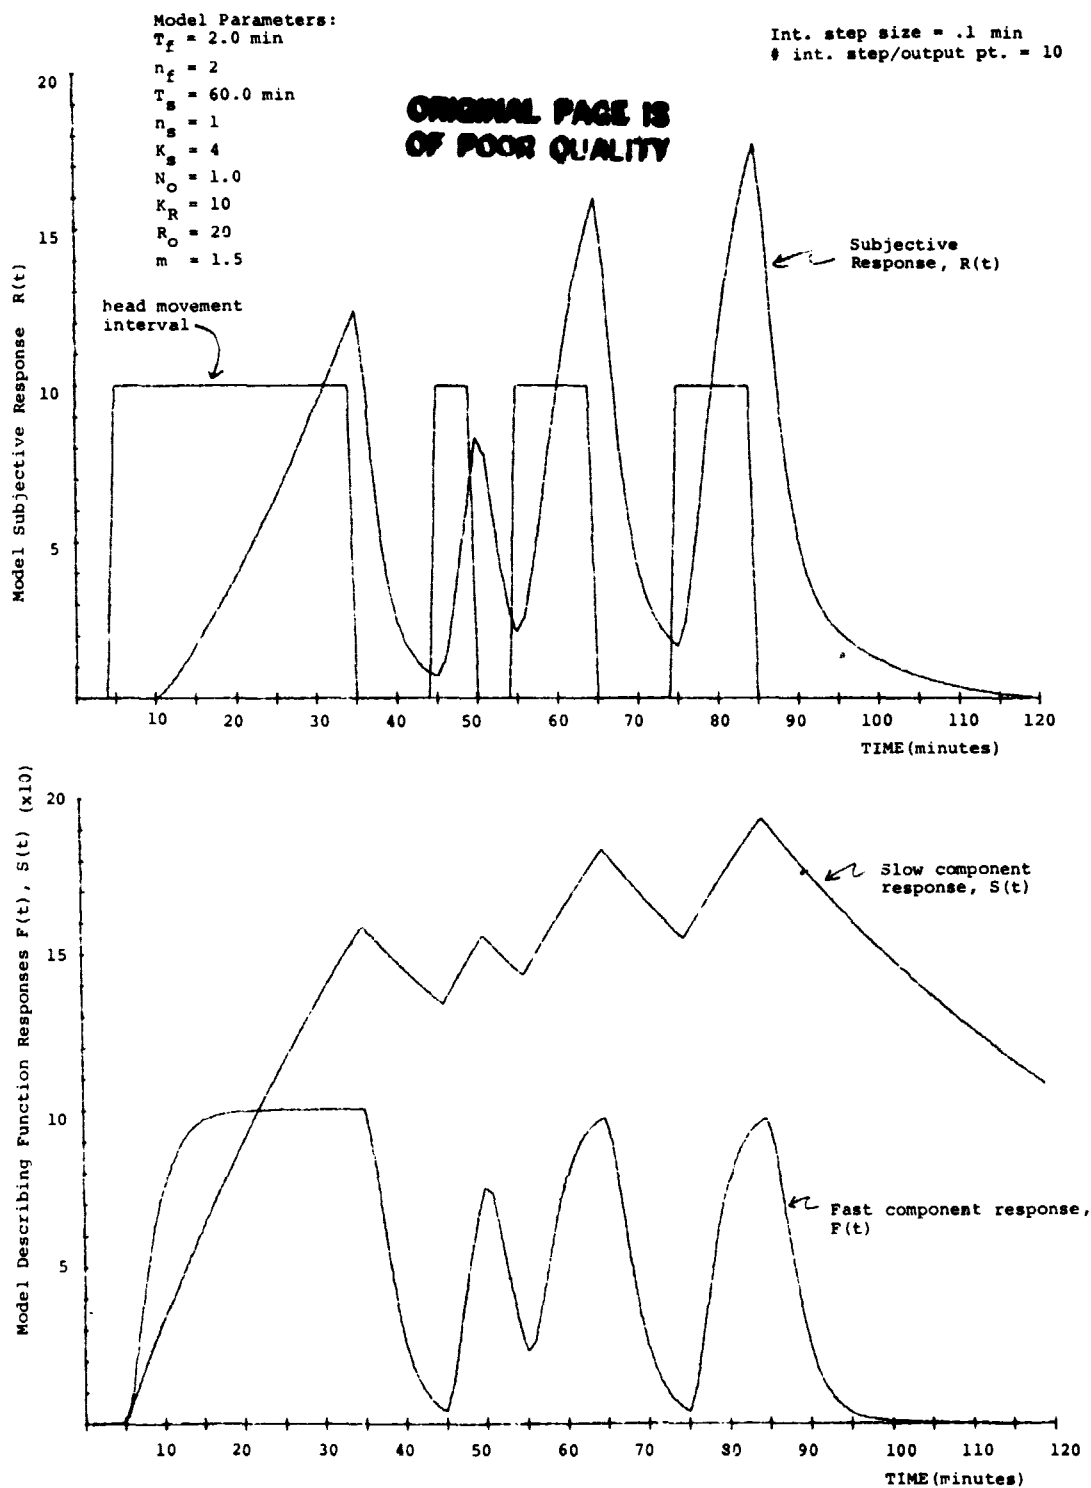 Model Parameters:
T_f = 2.0 min
n_f = 2
T_s = 60.0 min
n_s = 1
K_s = 4
N_o = 1.0
K_R = 10
R_o = 20
m = 1.5
Int. step size = .1 min
# int. step/output pt. = 10
ORIGINAL PAGE IS
OF POOR QUALITY
Model Subjective Response R(t)
20
15
10
5
head movement
interval
Subjective
Response, R(t)
10 20 30 40 50 60 70 80 90 100 110 120
TIME(minutes)
Model Describing Function Responses F(t), S(t) (x10)
20
15
10
5
Slow component
response, S(t)
Fast component response,
F(t)
10 20 30 40 50 60 70 80 90 100 110 120
TIME(minutes)